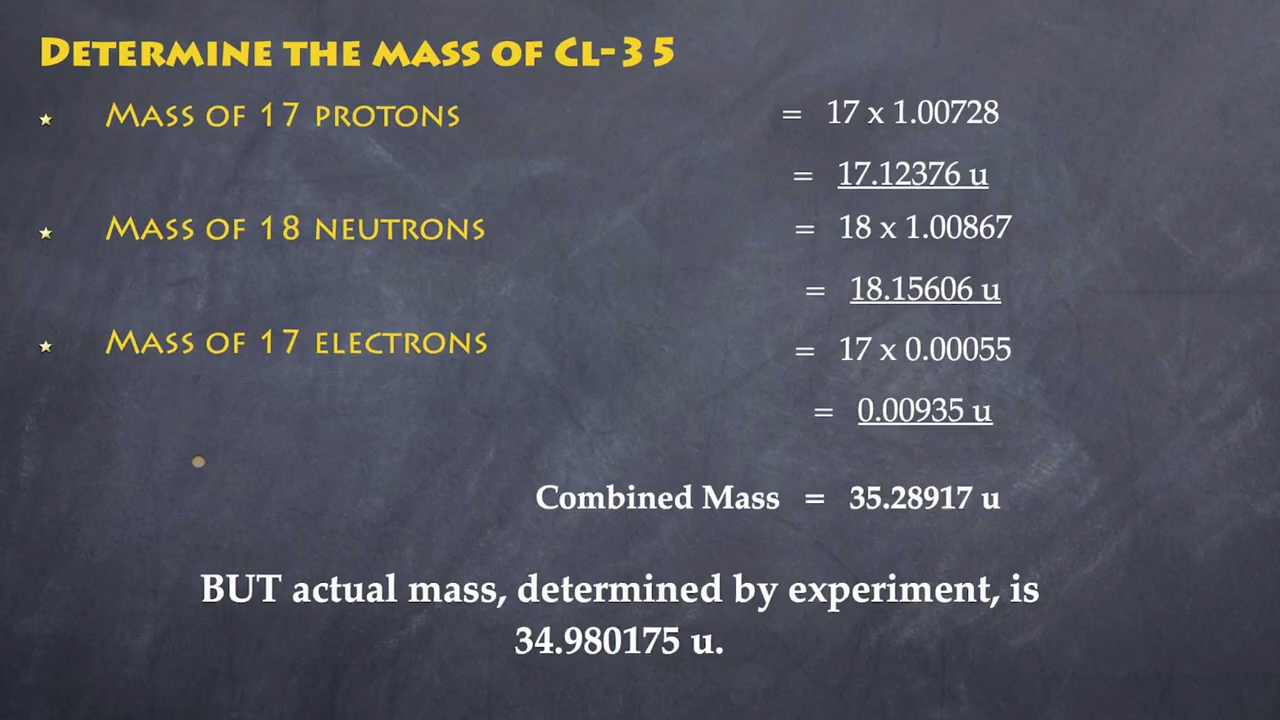 DETERMINE THE MASS OF CL-35
MASS OF 17 PROTONS = 17 x 1.00728
= 17.12376 u
MASS OF 18 NEUTRONS = 18 x 1.00867
= 18.15606 u
MASS OF 17 ELECTRONS = 17 x 0.00055
= 0.00935 u
Combined Mass = 35.28917 u
BUT actual mass, determined by experiment, is
34.980175 u.